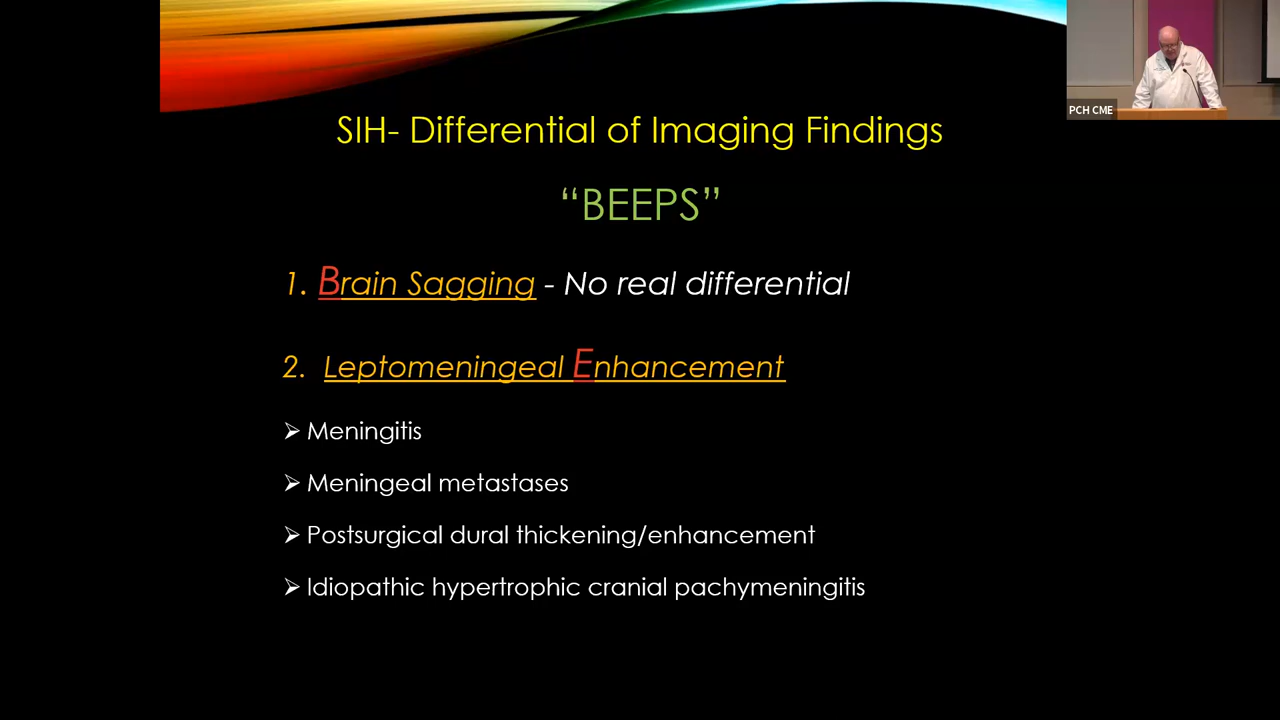 PCH CME
SIH- Differential of Imaging Findings
“BEEPS”
1. Brain Sagging - No real differential
2. Leptomeningeal Enhancement
➢ Meningitis
➢ Meningeal metastases
➢ Postsurgical dural thickening/enhancement
➢ Idiopathic hypertrophic cranial pachymeningitis